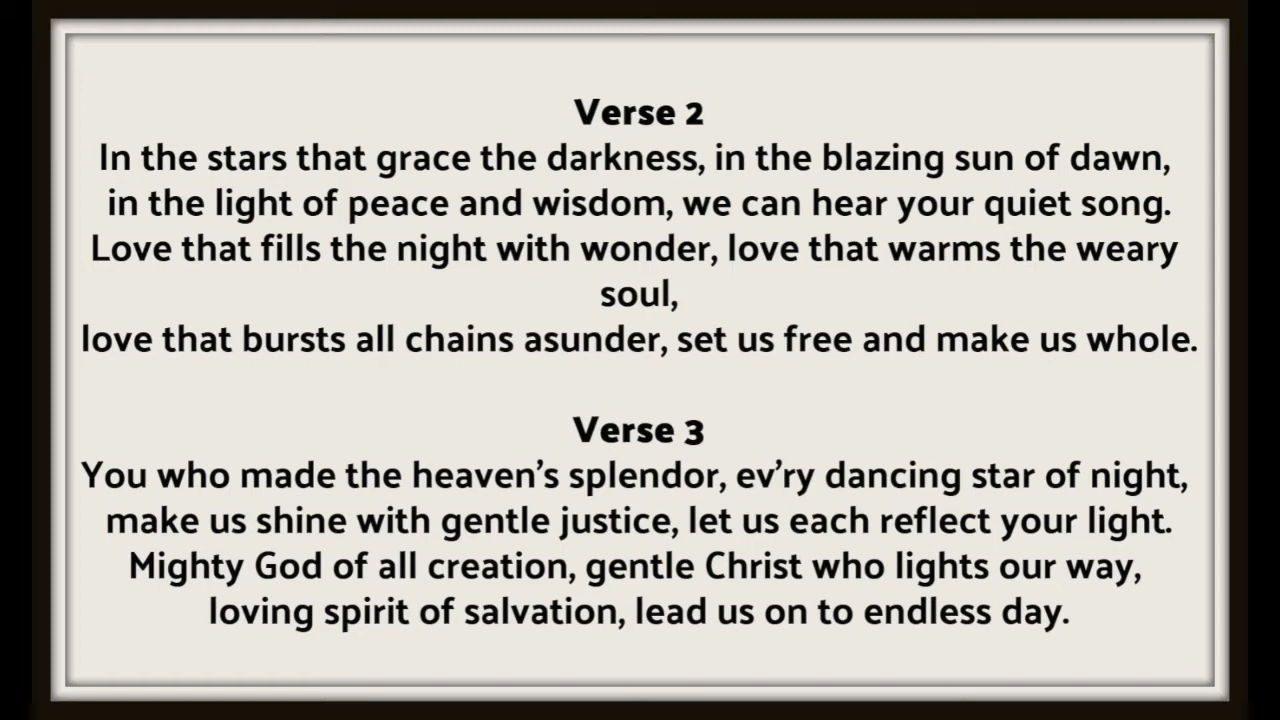 Verse 2
In the stars that grace the darkness, in the blazing sun of dawn,
in the light of peace and wisdom, we can hear your quiet song.
Love that fills the night with wonder, love that warms the weary
soul,
love that bursts all chains asunder, set us free and make us whole.
Verse 3
You who made the heaven’s splendor, ev’ry dancing star of night,
make us shine with gentle justice, let us each reflect your light.
Mighty God of all creation, gentle Christ who lights our way,
loving spirit of salvation, lead us on to endless day.